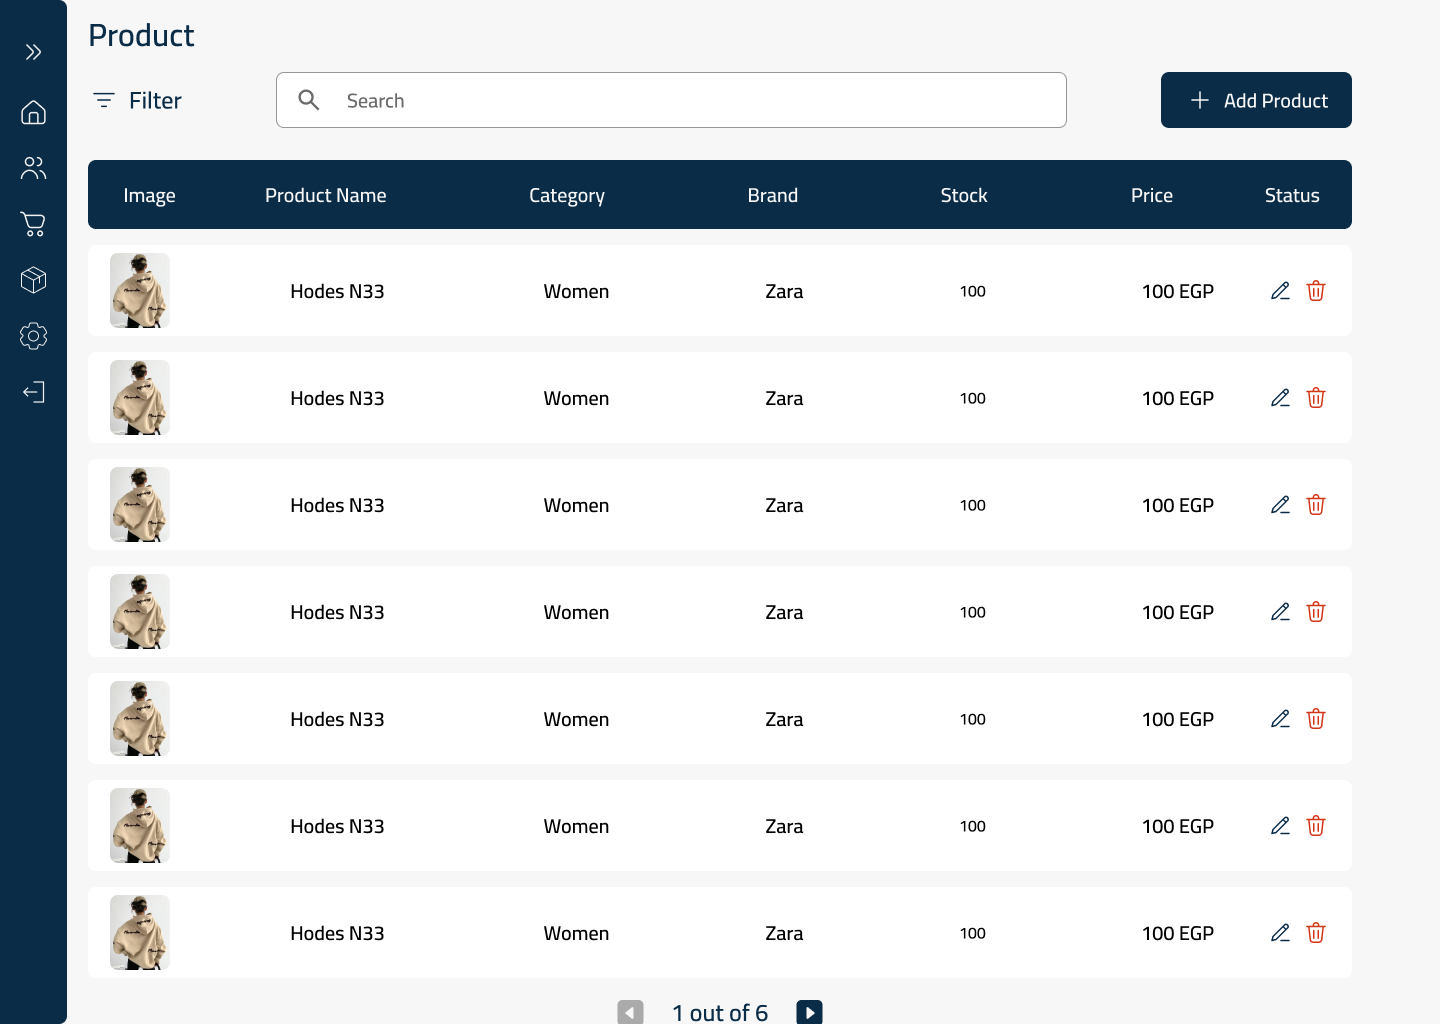 Product
Filter
Search
Add Product
Image Product Name Category Brand Stock Price Status
Hodes N33 Women Zara 100 100 EGP
Hodes N33 Women Zara 100 100 EGP
Hodes N33 Women Zara 100 100 EGP
Hodes N33 Women Zara 100 100 EGP
Hodes N33 Women Zara 100 100 EGP
Hodes N33 Women Zara 100 100 EGP
Hodes N33 Women Zara 100 100 EGP
1 out of 6